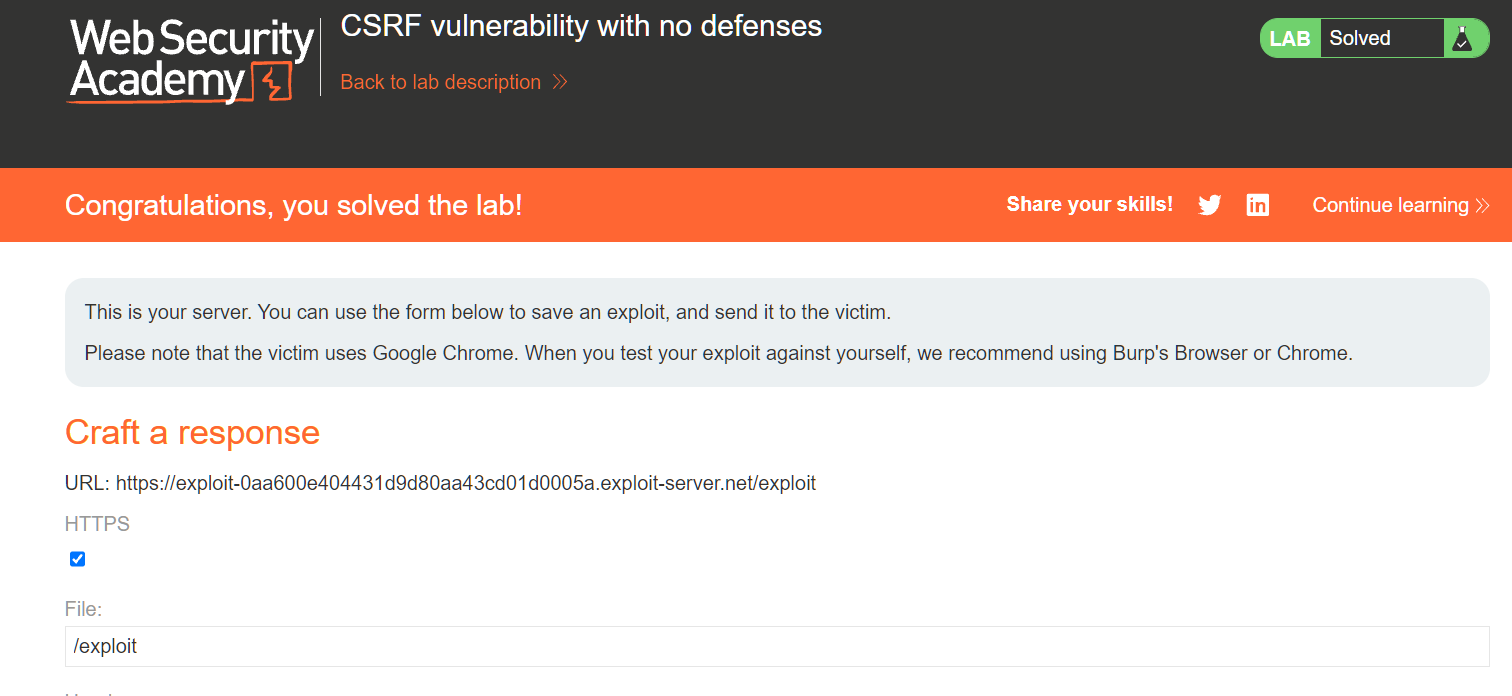 WebSecurity
Academy
CSRF vulnerability with no defenses
Back to lab description
LAB Solved
Congratulations, you solved the lab!
Share your skills!
Continue learning
This is your server. You can use the form below to save an exploit, and send it to the victim.
Please note that the victim uses Google Chrome. When you test your exploit against yourself, we recommend using Burp's Browser or Chrome.
Craft a response
URL: https://exploit-0aa600e404431d9d80aa43cd01d0005a.exploit-server.net/exploit
HTTPS
File:
/exploit